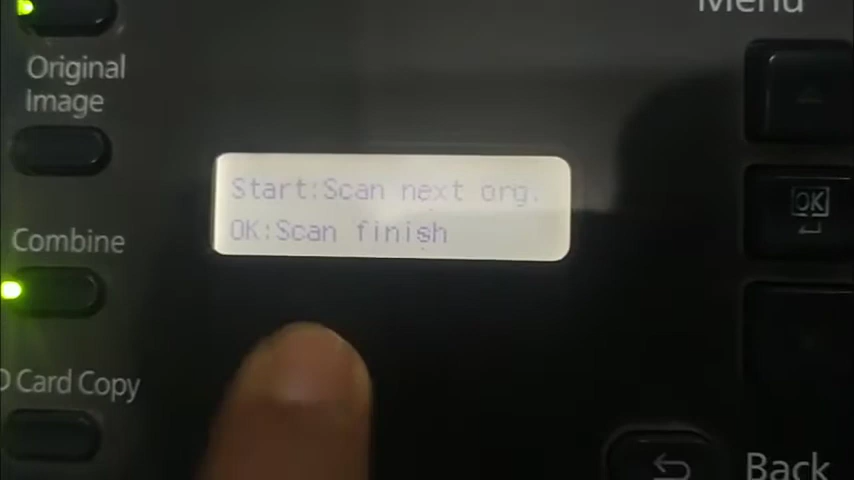 Menu
Original
Image
Start:Scan next org.
OK:Scan finish
OK
Combine
D Card Copy
Back